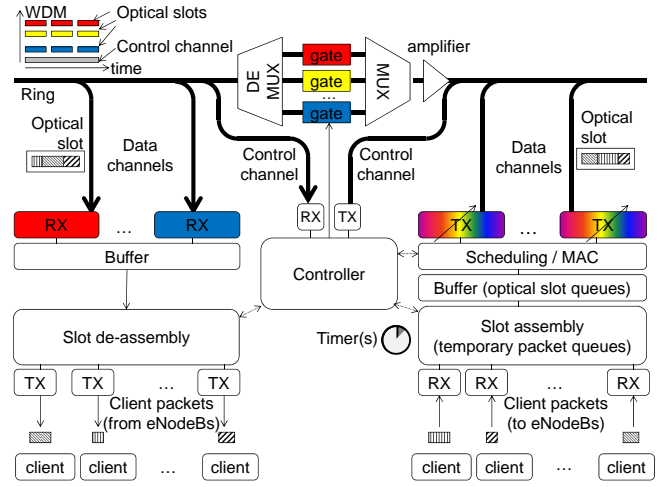 WDM
Optical slots
Control channel
time
Ring
DE
MUX
gate
gate
...
gate
MUX
amplifier
Optical
slot
Data
channels
Control
channel
Control
channel
Data
channels
Optical
slot
RX
...
RX
RX
TX
TX
...
TX
Buffer
Controller
Scheduling / MAC
Buffer (optical slot queues)
Slot de-assembly
Timer(s)
Slot assembly
(temporary packet queues)
TX
TX
...
TX
RX
RX
...
RX
Client packets
(from eNodeBs)
Client packets
(to eNodeBs)
client
client
...
client
client
client
...
client